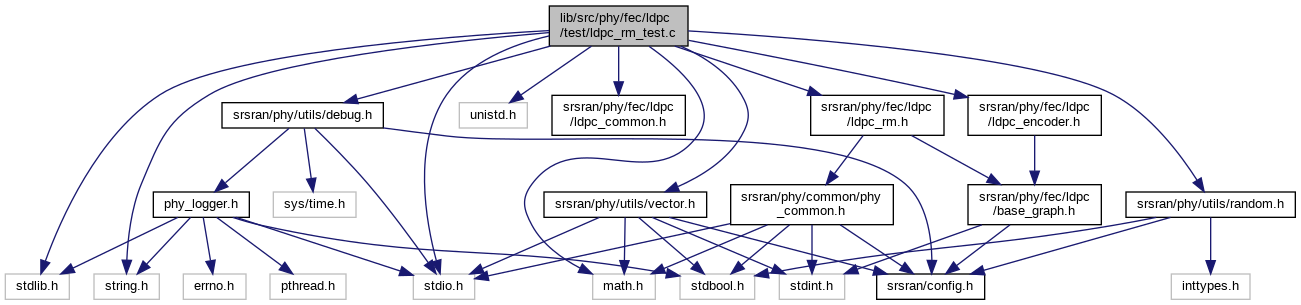 lib/src/phy/fec/ldpc
/test/ldpc_rm_test.c
srsran/phy/utils/debug.h
unistd.h
srsran/phy/fec/ldpc
/ldpc_common.h
srsran/phy/fec/ldpc
/ldpc_rm.h
srsran/phy/fec/ldpc
/ldpc_encoder.h
phy_logger.h
sys/time.h
srsran/phy/utils/vector.h
srsran/phy/common/phy
_common.h
srsran/phy/fec/ldpc
/base_graph.h
srsran/phy/utils/random.h
stdlib.h
string.h
errno.h
pthread.h
stdio.h
math.h
stdbool.h
stdint.h
srsran/config.h
inttypes.h